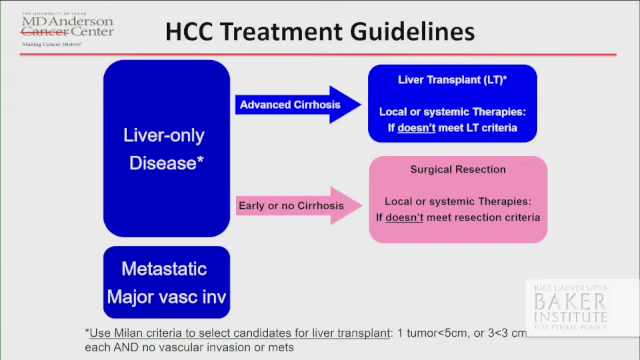 THE UNIVERSITY OF TEXAS
MD Anderson
Cancer Center
Making Cancer History®
HCC Treatment Guidelines
Liver-only
Disease*
Advanced Cirrhosis
Liver Transplant (LT)*
Local or systemic Therapies:
If doesn't meet LT criteria
Early or no Cirrhosis
Surgical Resection
Local or systemic Therapies:
If doesn't meet resection criteria
Metastatic
Major vasc inv
RICE UNIVERSITY'S
BAKER
INSTITUTE
FOR PUBLIC POLICY
*Use Milan criteria to select candidates for liver transplant: 1 tumor<5cm, or 3<3 cm
each AND no vascular invasion or mets